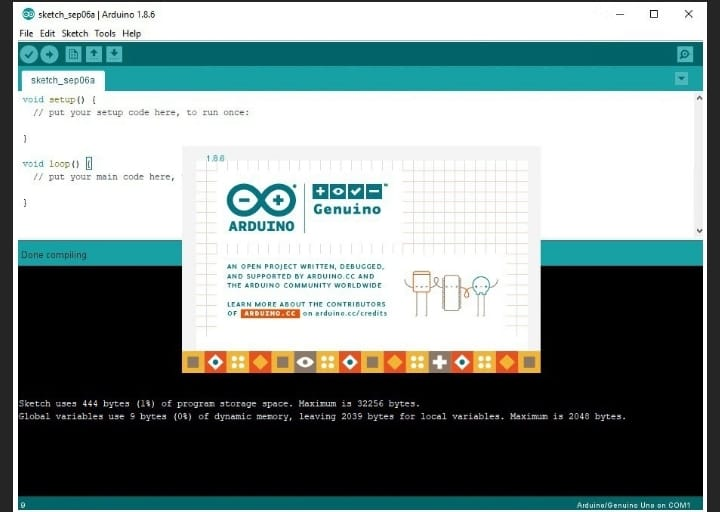 sketch_sep06a | Arduino 1.8.6
File Edit Sketch Tools Help
sketch_sep06a
void setup() {
// put your setup code here, to run once:
}
void loop() {
// put your main code here,
}
1.8.6
ARDUINO
Genuino
AN OPEN PROJECT WRITTEN, DEBUGGED,
AND SUPPORTED BY ARDUINO.CC AND
THE ARDUINO COMMUNITY WORLDWIDE
LEARN MORE ABOUT THE CONTRIBUTORS
OF ARDUINO.CC on arduino.cc/credits
Done compiling.
Sketch uses 444 bytes (1%) of program storage space. Maximum is 32256 bytes.
Global variables use 9 bytes (0%) of dynamic memory, leaving 2039 bytes for local variables. Maximum is 2048 bytes.
9
Arduino/Genuino Uno on COM1